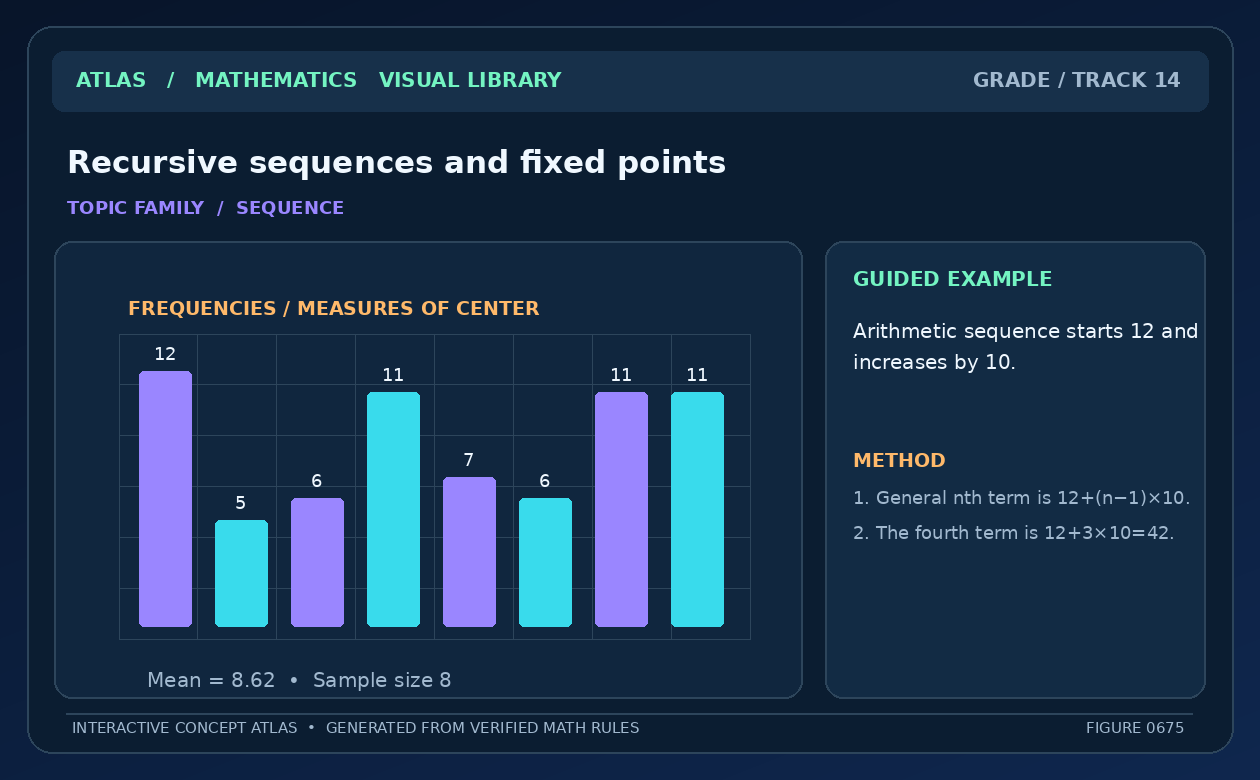 ATLAS / MATHEMATICS VISUAL LIBRARY
GRADE / TRACK 14
Recursive sequences and fixed points
TOPIC FAMILY / SEQUENCE
FREQUENCIES / MEASURES OF CENTER
12
5
6
11
7
6
11
11
Mean = 8.62 • Sample size 8
GUIDED EXAMPLE
Arithmetic sequence starts 12 and
increases by 10.
METHOD
1. General nth term is 12+(n−1)×10.
2. The fourth term is 12+3×10=42.
INTERACTIVE CONCEPT ATLAS • GENERATED FROM VERIFIED MATH RULES
FIGURE 0675